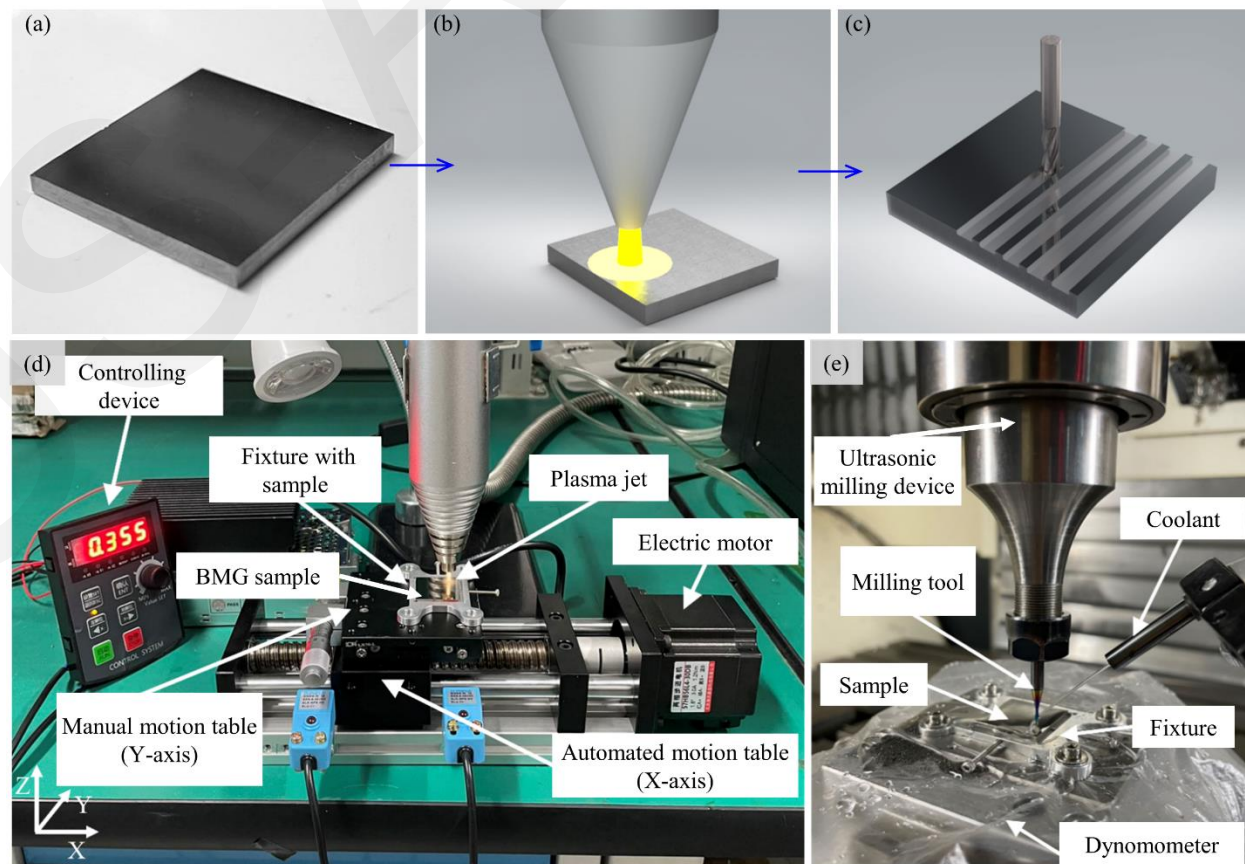 (a)
(b)
(c)
(d)
Controlling
device
Fixture with
sample
Plasma jet
BMG sample
Electric motor
0.355
CONTROL SYSTEM
Manual motion table
(Y-axis)
Automated motion table
(X-axis)
Z
Y
X
(e)
Ultrasonic
milling device
Coolant
Milling tool
Sample
Fixture
Dynomometer